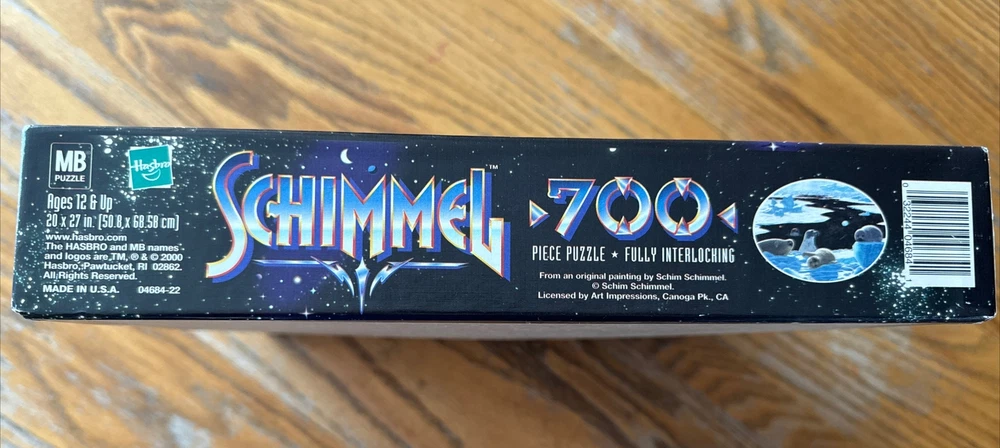 MB
PUZZLE
Hasbro
Ages 12 & Up
20 x 27 in. [50.8 x 68.58 cm]
www.hasbro.com
The HASBRO and MB names
and logos are TM, ® & © 2000
Hasbro, Pawtucket, RI 02862.
All Rights Reserved.
MADE IN U.S.A. 04684-22
SCHIMMEL™
700
PIECE PUZZLE ★ FULLY INTERLOCKING
From an original painting by Schim Schimmel.
© Schim Schimmel.
Licensed by Art Impressions, Canoga Pk., CA